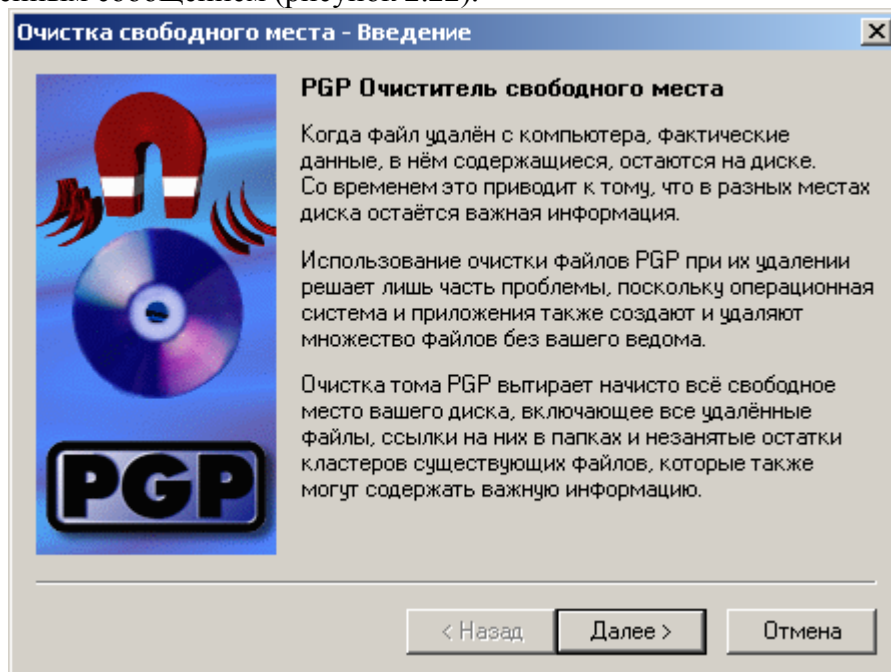 сообщением (рисунок 2.22).
Очистка свободного места - Введение
PGP Очиститель свободного места
Когда файл удалён с компьютера, фактические
данные, в нём содержащиеся, остаются на диске.
Со временем это приводит к тому, что в разных местах
диска остаётся важная информация.
Использование очистки файлов PGP при их удалении
решает лишь часть проблемы, поскольку операционная
система и приложения также создают и удаляют
множество файлов без вашего ведома.
Очистка тома PGP вытирает начисто всё свободное
место вашего диска, включающее все удалённые
файлы, ссылки на них в папках и незанятые остатки
кластеров существующих файлов, которые также
могут содержать важную информацию.
PGP
< Назад Далее > Отмена